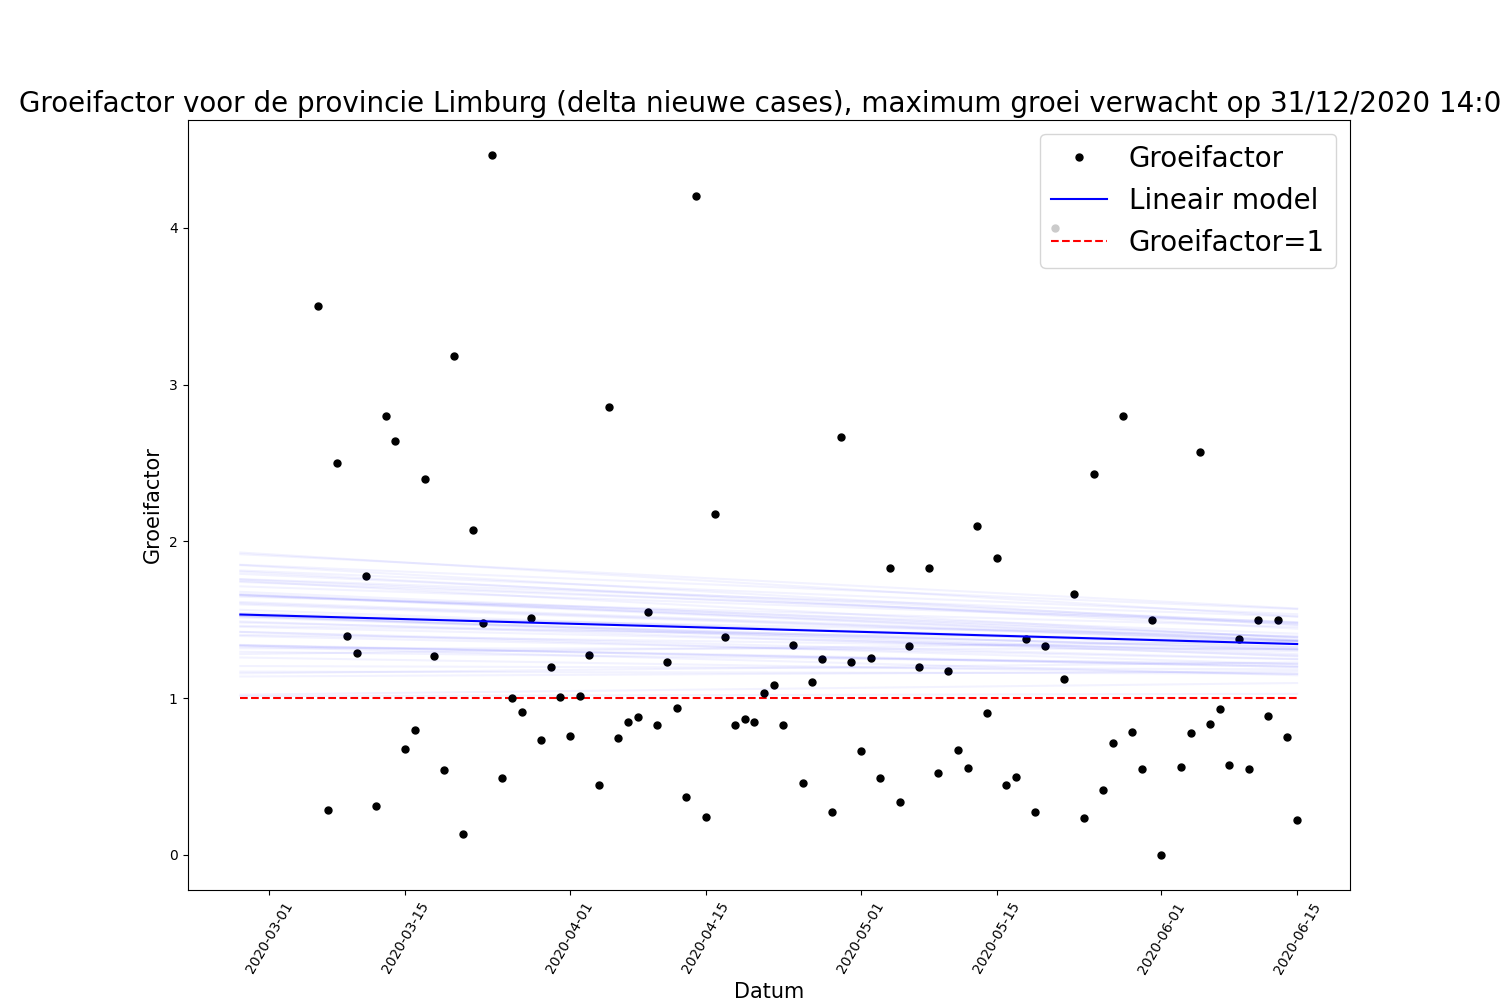 Groeifactor voor de provincie Limburg (delta nieuwe cases), maximum groei verwacht op 31/12/2020 14:0
Groeifactor
Lineair model
Groeifactor=1
4
3
2
1
0
Groeifactor
2020-03-01
2020-03-15
2020-04-01
2020-04-15
2020-05-01
2020-05-15
2020-06-01
2020-06-15
Datum